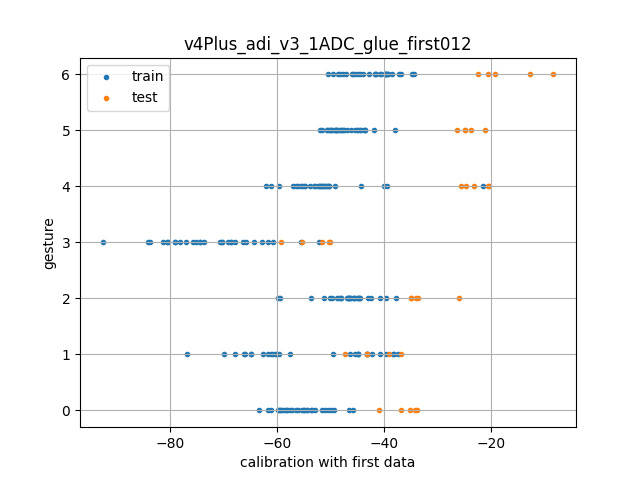 v4Plus_adi_v3_1ADC_glue_first012
train
test
6
5
4
3
2
1
0
gesture
−80
−60
−40
−20
calibration with first data